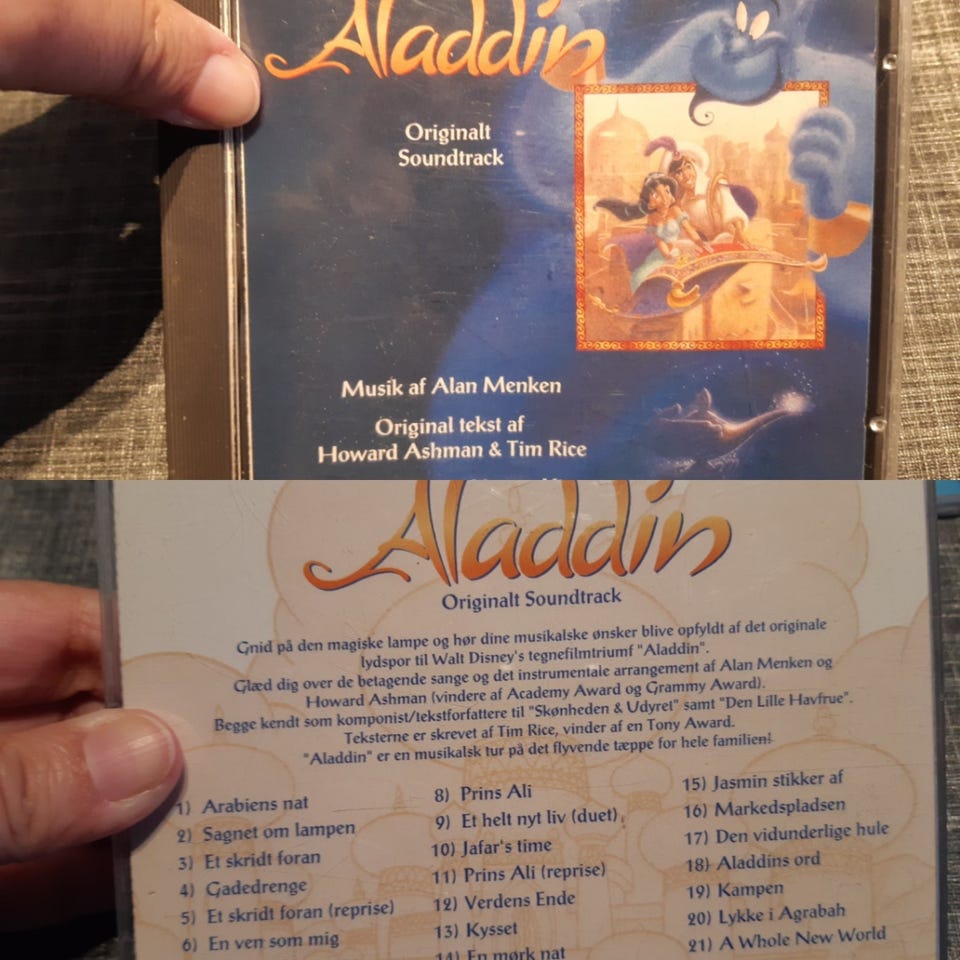 Aladdin
Originalt
Soundtrack
Musik af Alan Menken
Original tekst af
Howard Ashman & Tim Rice
Aladdin
Originalt Soundtrack
Gnid på den magiske lampe og hør dine musikalske ønsker blive opfyldt af det originale
lydspor til Walt Disney's tegnefilmtriumf "Aladdin".
Glæd dig over de betagende sange og det instrumentale arrangement af Alan Menken og
Howard Ashman (vindere af Academy Award og Grammy Award).
Begge kendt som komponist/tekstforfattere til "Skønheden & Udyret" samt "Den Lille Havfrue".
Teksterne er skrevet af Tim Rice, vinder af en Tony Award.
"Aladdin" er en musikalsk tur på det flyvende tæppe for hele familien!
1) Arabiens nat
2) Sagnet om lampen
3) Et skridt foran
4) Gadedrenge
5) Et skridt foran (reprise)
6) En ven som mig
8) Prins Ali
9) Et helt nyt liv (duet)
10) Jafar's time
11) Prins Ali (reprise)
12) Verdens Ende
13) Kysset
14) En mørk nat
15) Jasmin stikker af
16) Markedspladsen
17) Den vidunderlige hule
18) Aladdins ord
19) Kampen
20) Lykke i Agrabah
21) A Whole New World